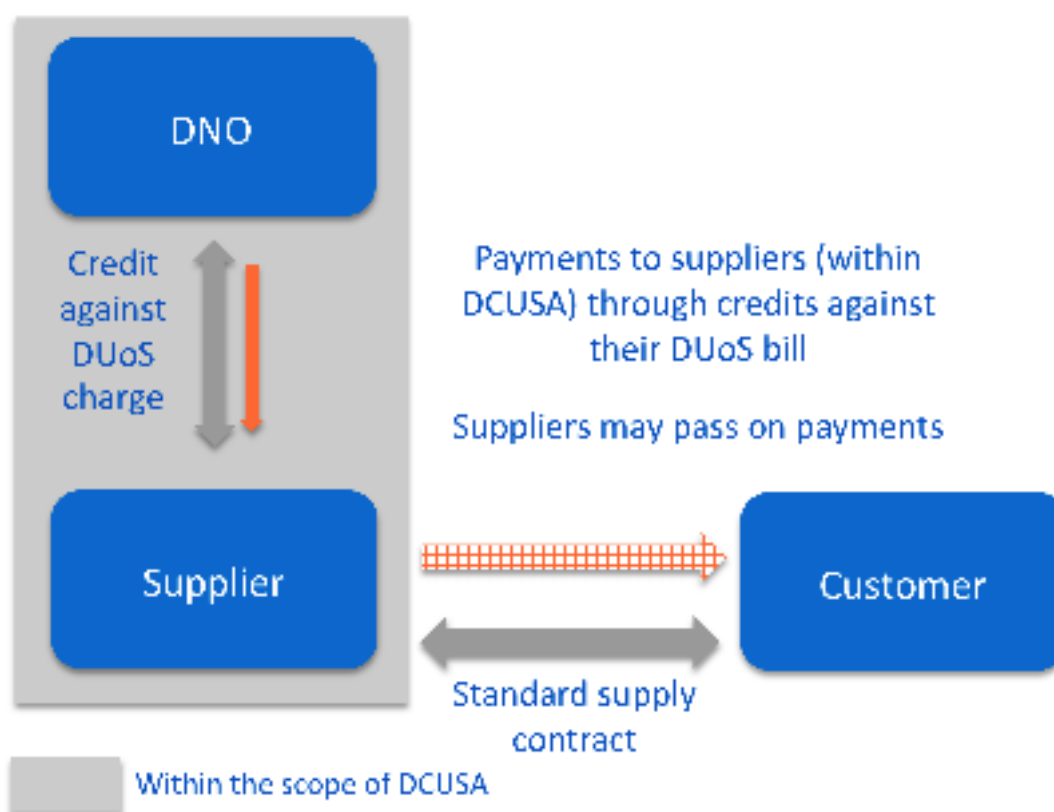 DNO
Credit
against
DUoS
charge
Payments to suppliers (within
DCUSA) through credits against
their DUoS bill
Suppliers may pass on payments
Supplier
Customer
Standard supply
contract
Within the scope of DCUSA